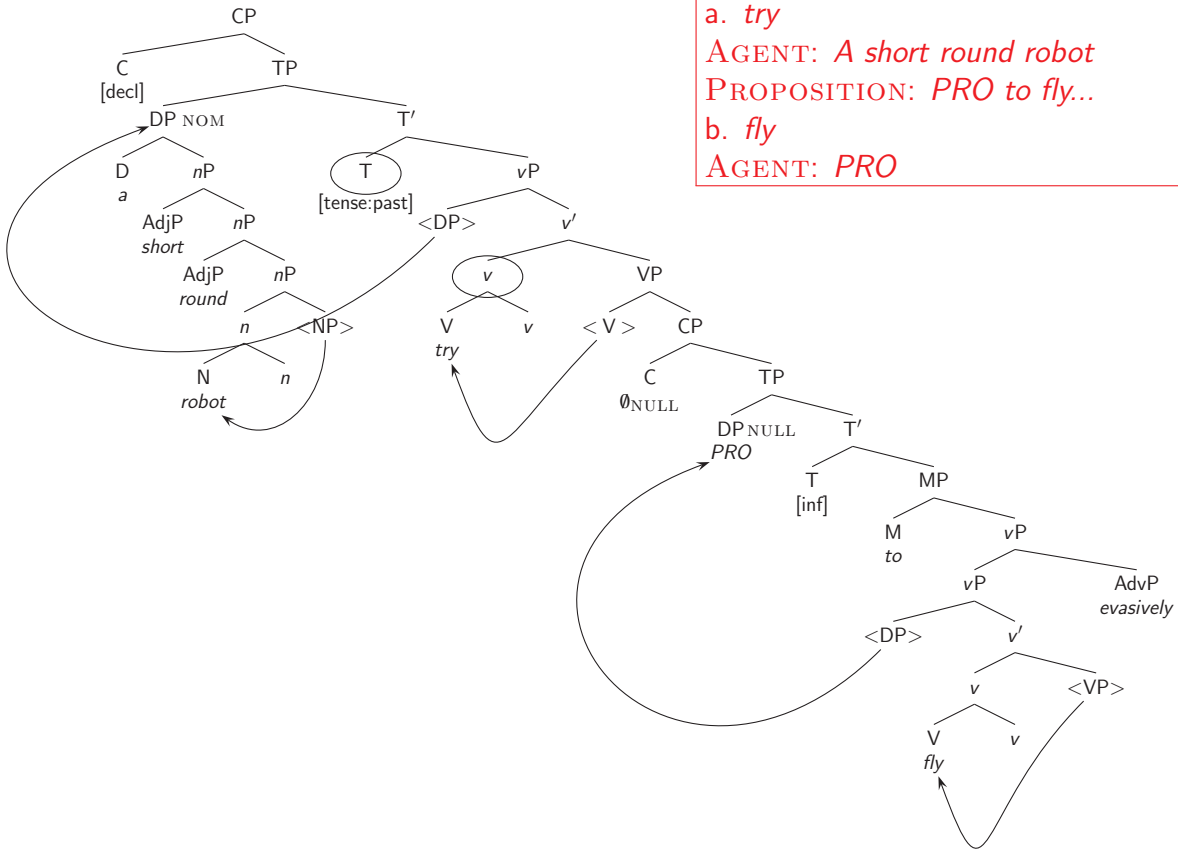 CP
a. try
C TP
AGENT: A short round robot
[decl]
PROPOSITION: PRO to fly...
DP NOM T′
b. fly
D nP T vP
AGENT: PRO
a
[tense:past]
AdjP nP <DP> v′
short
AdjP nP v VP
round
n <NP> V v < V > CP
try
N n C TP
robot ∅NULL
DP NULL T′
PRO
T MP
[inf]
M vP
to
vP AdvP
evasively
<DP> v′
v <VP>
V v
fly